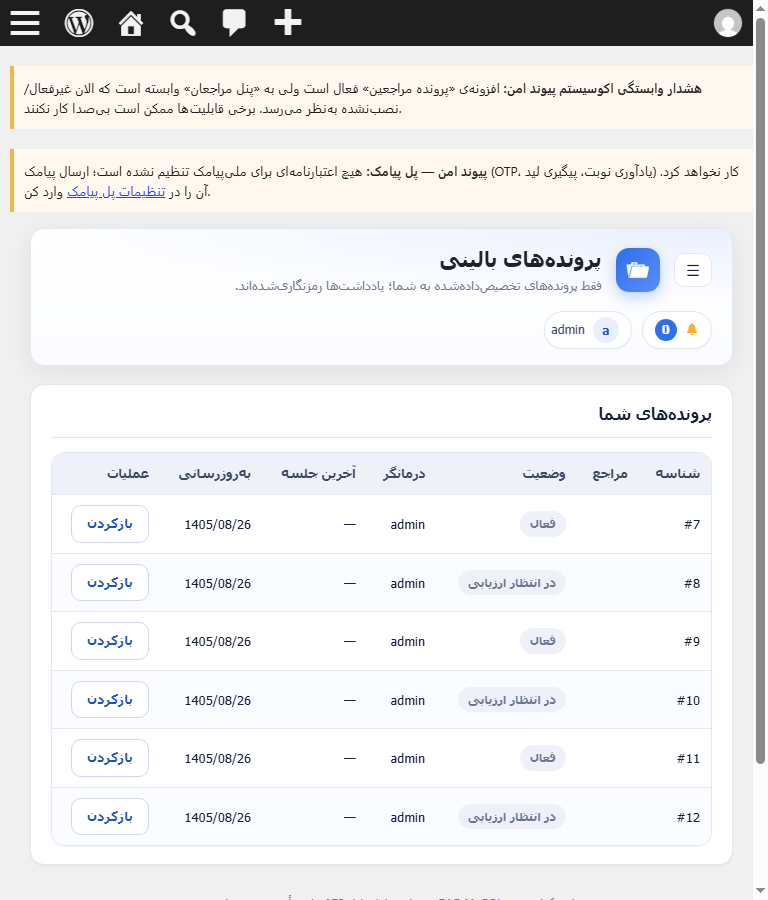 هشدار وابستگی اکوسیستم پیوند امن: افزونه‌ی «پرونده مراجعین» فعال است ولی به «پنل مراجعان» وابسته است که الان غیرفعال/
نصب‌نشده به‌نظر می‌رسد. برخی قابلیت‌ها ممکن است بی‌صدا کار نکنند.
پیوند امن — پل پیامک: هیچ اعتبارنامه‌ای برای ملی‌پیامک تنظیم نشده است؛ ارسال پیامک (OTP، یادآوری نوبت، پیگیری لید) کار نخواهد کرد.
آن را در تنظیمات پل پیامک وارد کن.
☰
پرونده‌های بالینی
فقط پرونده‌های تخصیص‌داده‌شده به شما؛ یادداشت‌ها رمزنگاری‌شده‌اند.
0
a admin
پرونده‌های شما
شناسه مراجع وضعیت درمانگر آخرین جلسه به‌روزرسانی عملیات
#7 فعال admin — 1405/08/26 بازکردن
#8 در انتظار ارزیابی admin — 1405/08/26 بازکردن
#9 فعال admin — 1405/08/26 بازکردن
#10 در انتظار ارزیابی admin — 1405/08/26 بازکردن
#11 فعال admin — 1405/08/26 بازکردن
#12 در انتظار ارزیابی admin — 1405/08/26 بازکردن